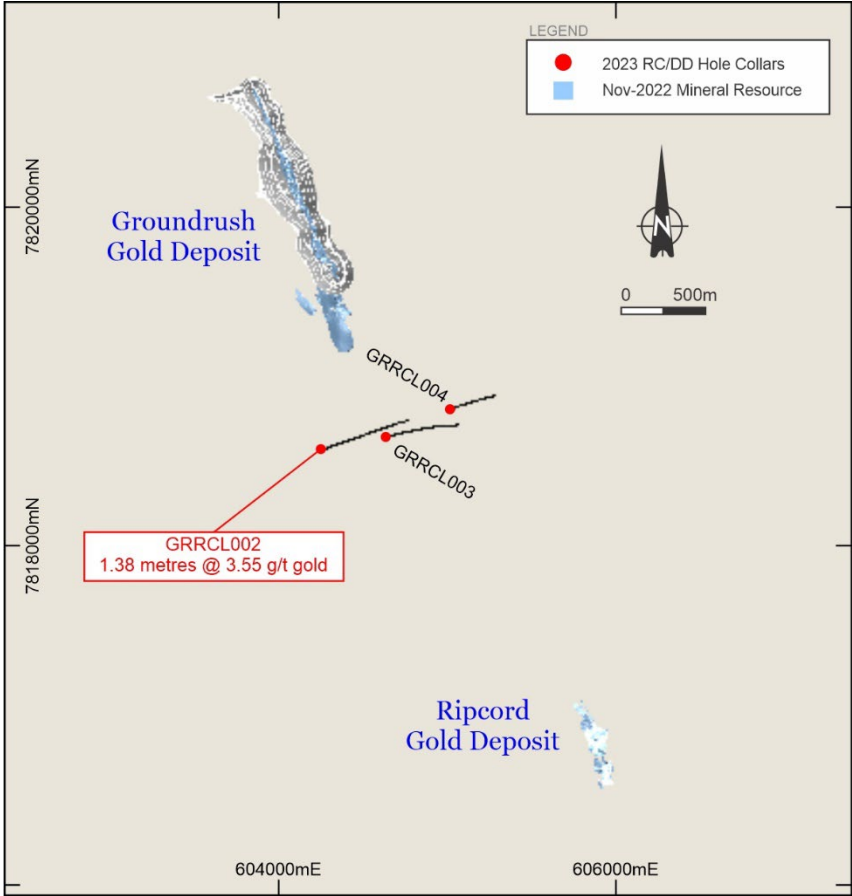 LEGEND
2023 RC/DD Hole Collars
Nov-2022 Mineral Resource
7820000mN
Groundrush
Gold Deposit
N
0 500m
GRRCL004
GRRCL003
GRRCL002
1.38 metres @ 3.55 g/t gold
7818000mN
Ripcord
Gold Deposit
604000mE
606000mE